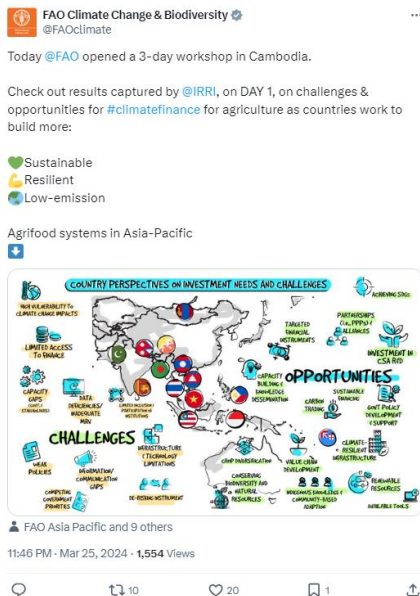 FAO Climate Change & Biodiversity
@FAOclimate
Today @FAO opened a 3-day workshop in Cambodia.
Check out results captured by @IRRI, on DAY 1, on challenges &
opportunities for #climatefinance for agriculture as countries work to
build more:
Sustainable
Resilient
Low-emission
Agrifood systems in Asia-Pacific
COUNTRY PERSPECTIVES ON INVESTMENT NEEDS AND CHALLENGES
HIGH VULNERABILITY TO
CLIMATE CHANGE IMPACTS
LIMITED ACCESS
TO FINANCE
CAPACITY
GAPS
DATA
DEFICIENCIES/
INADEQUATE
MRV
CHALLENGES
WEAK
POLICIES
INFORMATION/
COMMUNICATION
GAPS
COMPETING
GOVERNMENT
PRIORITIES
INFRASTRUCTURE
/TECHNOLOGY
LIMITATIONS
DE-RISKING INSTRUMENT
ACHIEVING SDGs
PARTNERSHIPS
ALLIANCES
TARGETED
FINANCIAL
INSTRUMENTS
INVESTMENT IN
CSA R&D
OPPORTUNITIES
CAPACITY
BUILDING &
KNOWLEDGE
DISSEMINATION
SUSTAINABLE
FINANCING
CARBON
TRADING
GOVT POLICY
DEVELOPMENT
& SUPPORT
CLIMATE-
RESILIENT
INFRASTRUCTURE
CROP DIVERSIFICATION
VALUE CHAIN
DEVELOPMENT
CONSERVING
BIODIVERSITY AND
NATURAL
RESOURCES
INDIGENOUS KNOWLEDGE &
COMMUNITY-BASED
ADAPTION
RENEWABLE
RESOURCES
AVAILABLE TOOLS
FAO Asia Pacific and 9 others
11:46 PM · Mar 25, 2024 · 1,554 Views
10
20
1